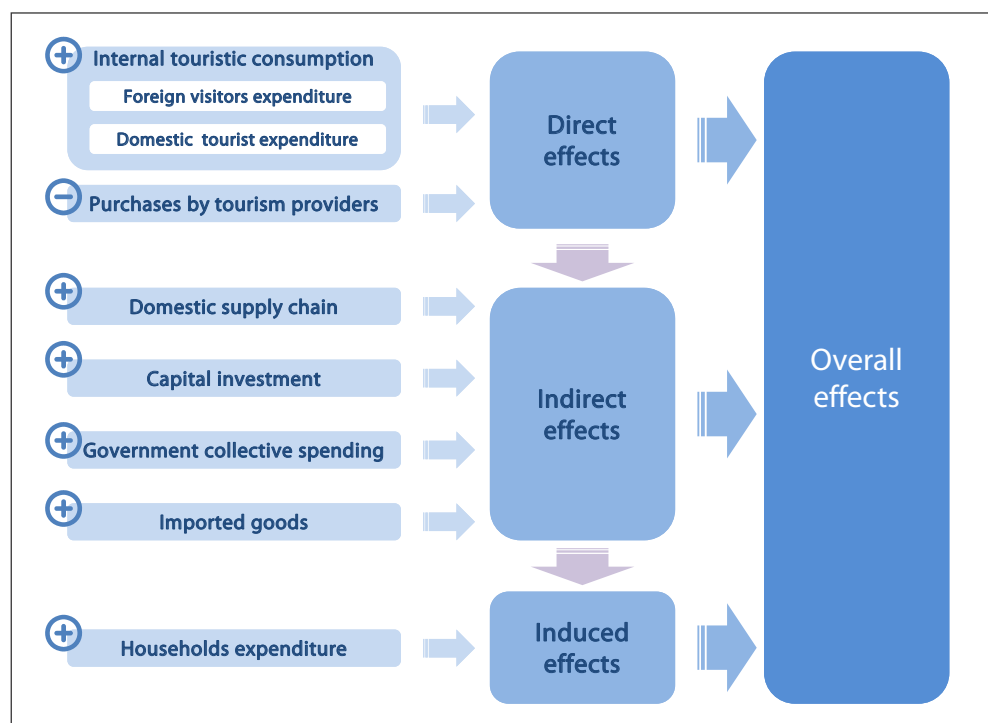 Internal touristic consumption
Foreign visitors expenditure
Domestic tourist expenditure
Purchases by tourism providers
Direct
effects
Domestic supply chain
Capital investment
Government collective spending
Imported goods
Indirect
effects
Households expenditure
Induced
effects
Overall
effects